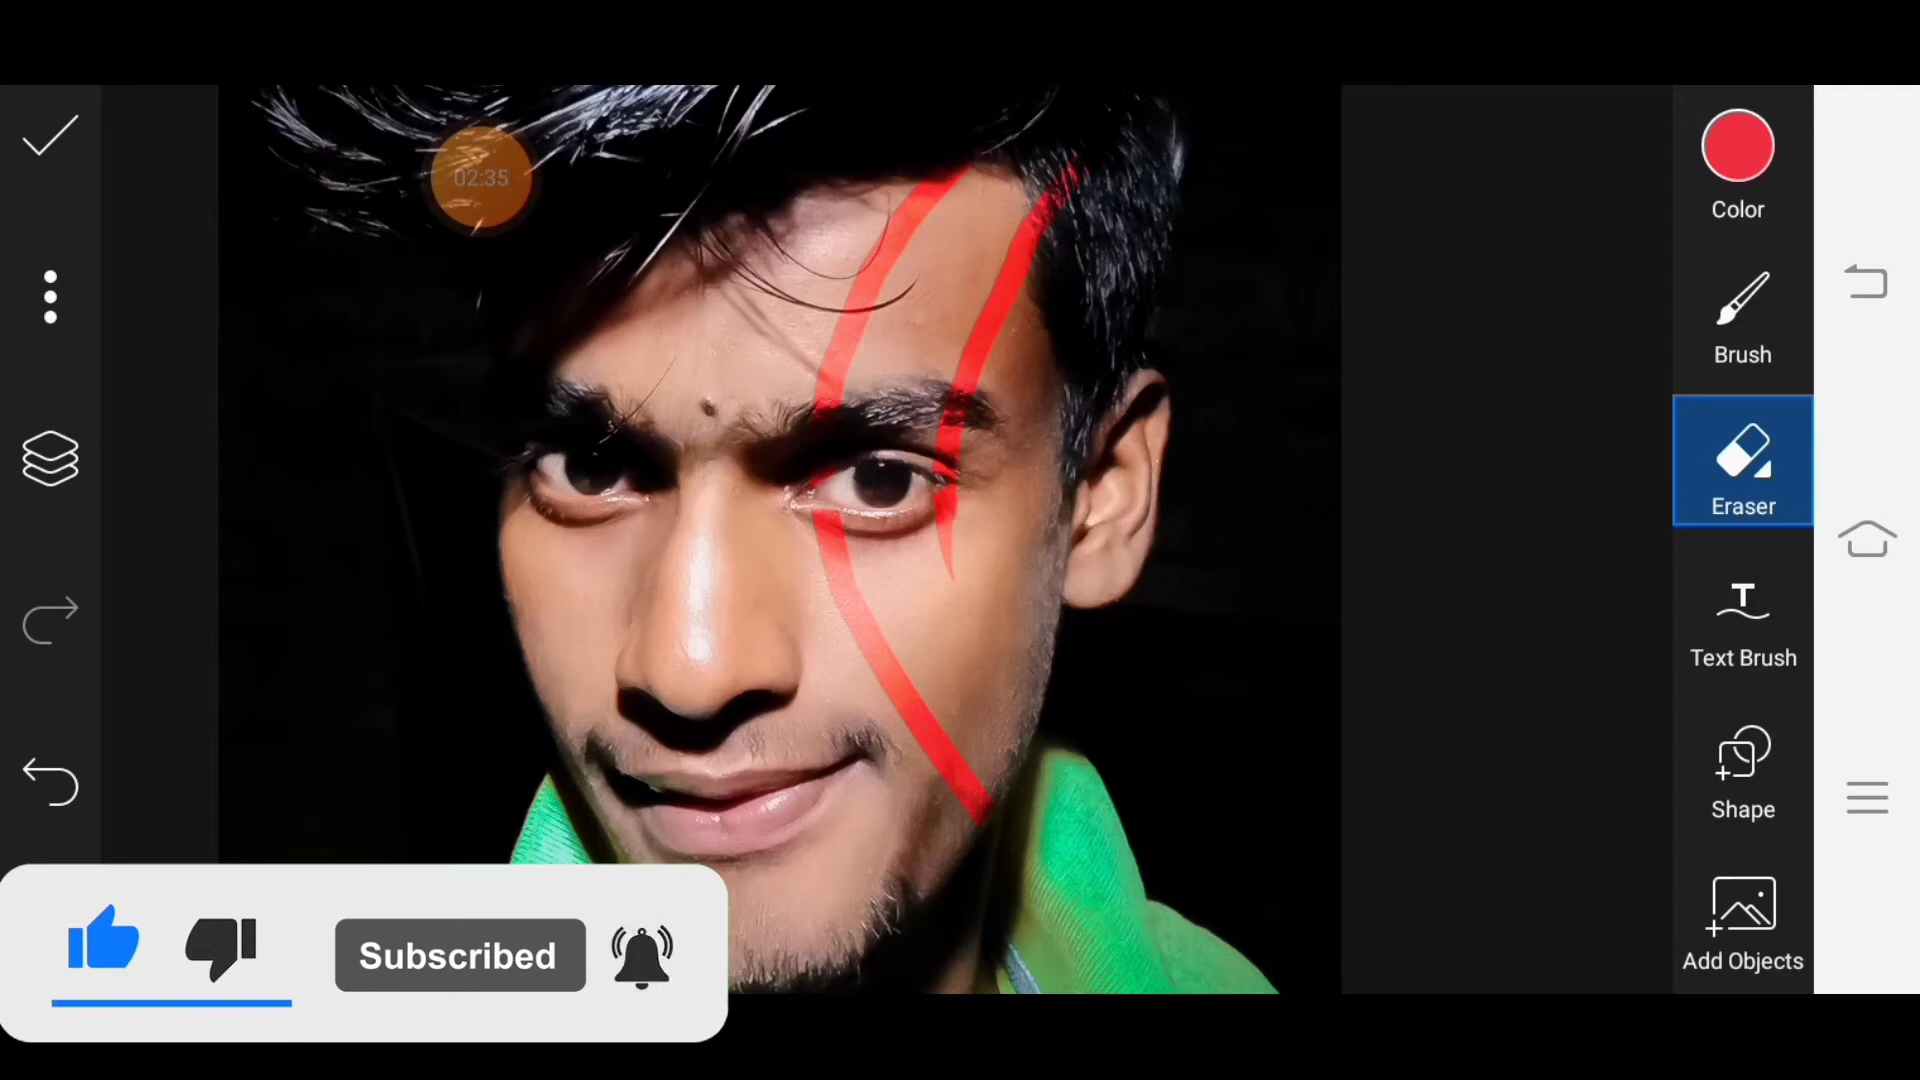 02:35
Color
Brush
Eraser
T
Text Brush
Shape
Add Objects
Subscribed